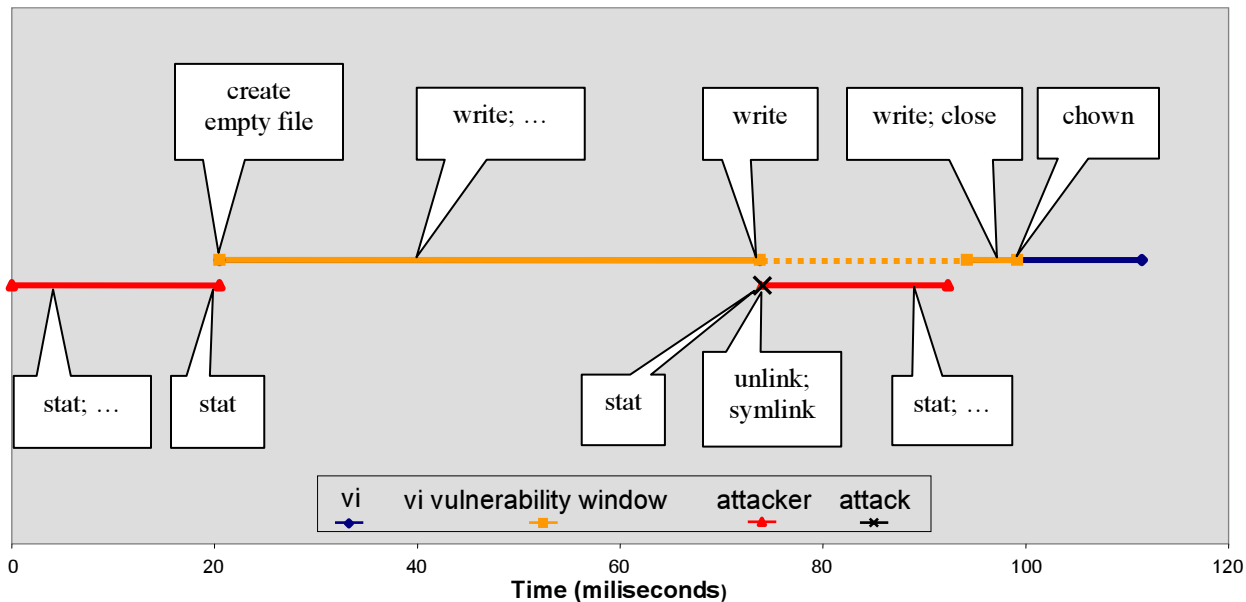 create
empty file
write; …
write
write; close
chown
stat; …
stat
stat
unlink;
symlink
stat; …
vi
vi vulnerability window
attacker
attack
0
20
40
60
80
100
120
Time (miliseconds)